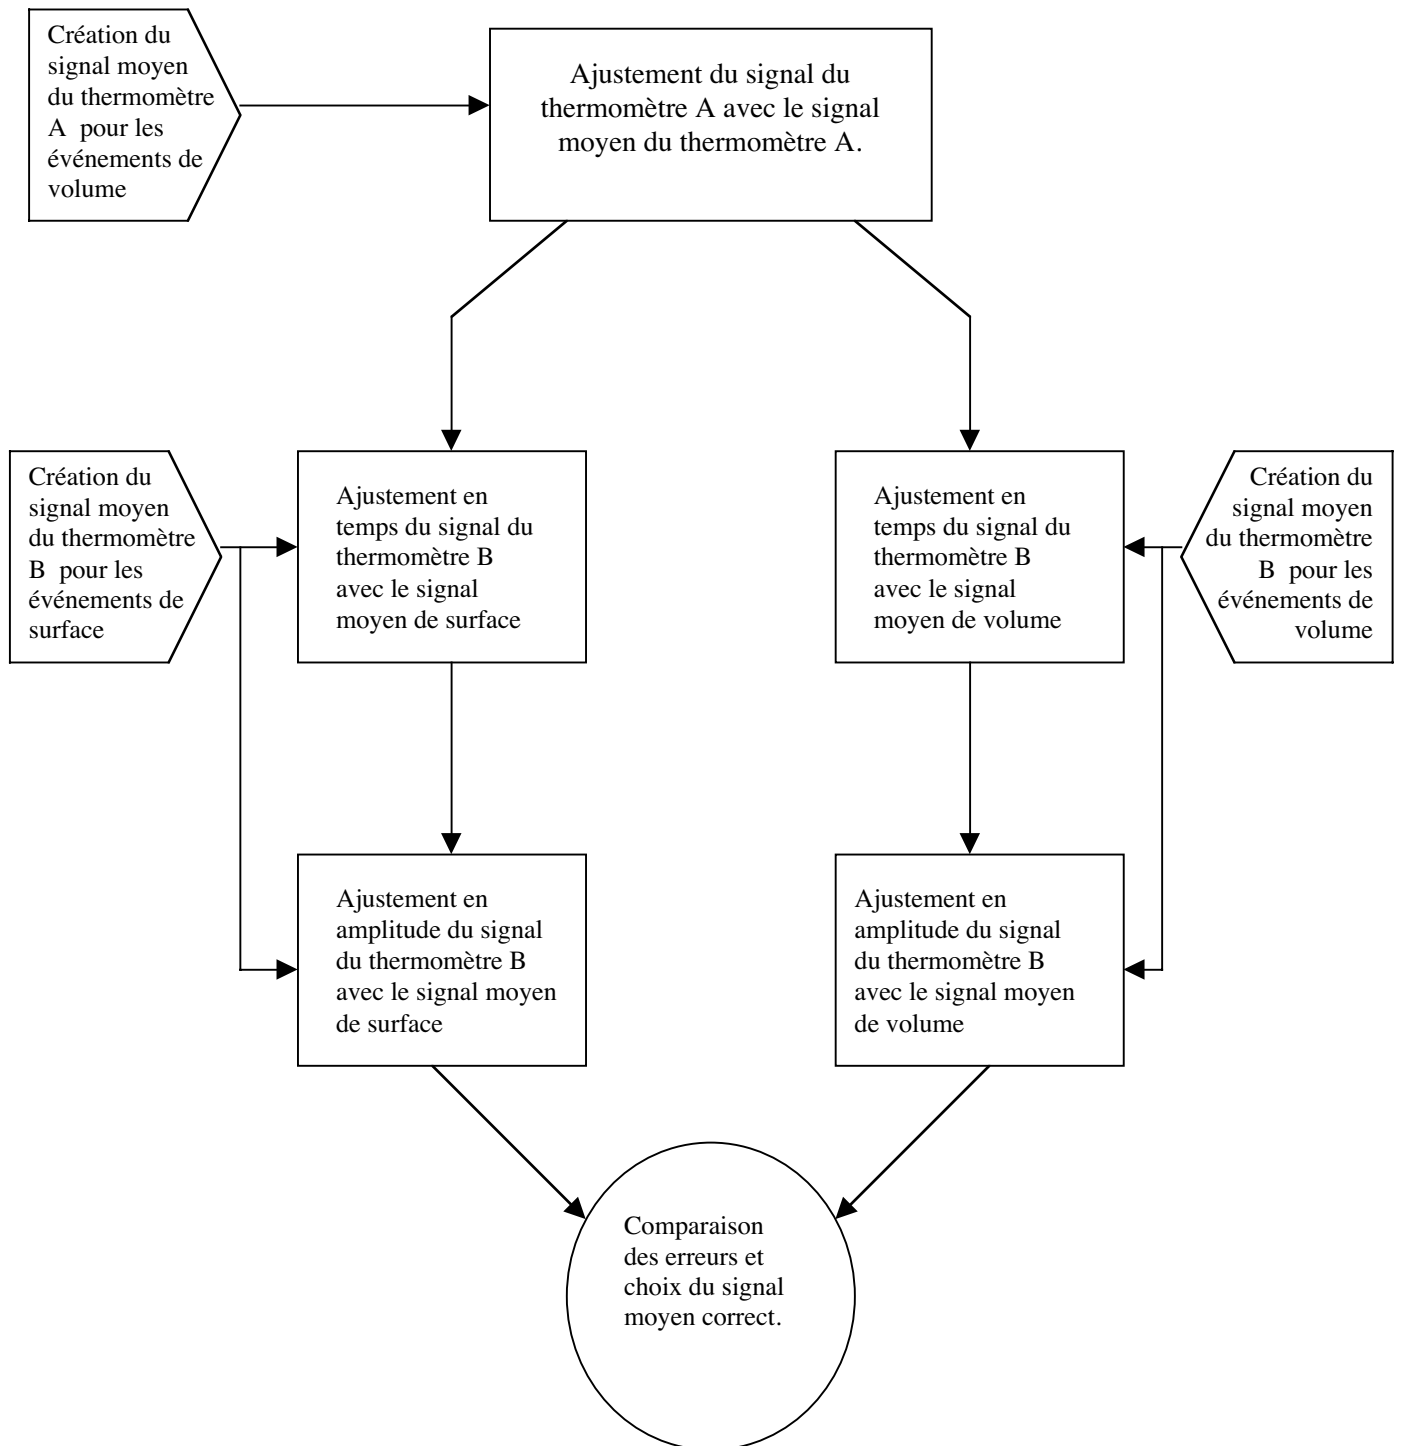 Création du
signal moyen
du thermomètre
A pour les
événements de
volume
Ajustement du signal du
thermomètre A avec le signal
moyen du thermomètre A.
Création du
signal moyen
du thermomètre
B pour les
événements de
surface
Ajustement en
temps du signal du
thermomètre B
avec le signal
moyen de surface
Ajustement en
temps du signal du
thermomètre B
avec le signal
moyen de volume
Création du
signal moyen
du thermomètre
B pour les
événements de
volume
Ajustement en
amplitude du signal
du thermomètre B
avec le signal moyen
de surface
Ajustement en
amplitude du signal
du thermomètre B
avec le signal moyen
de volume
Comparaison
des erreurs et
choix du signal
moyen correct.